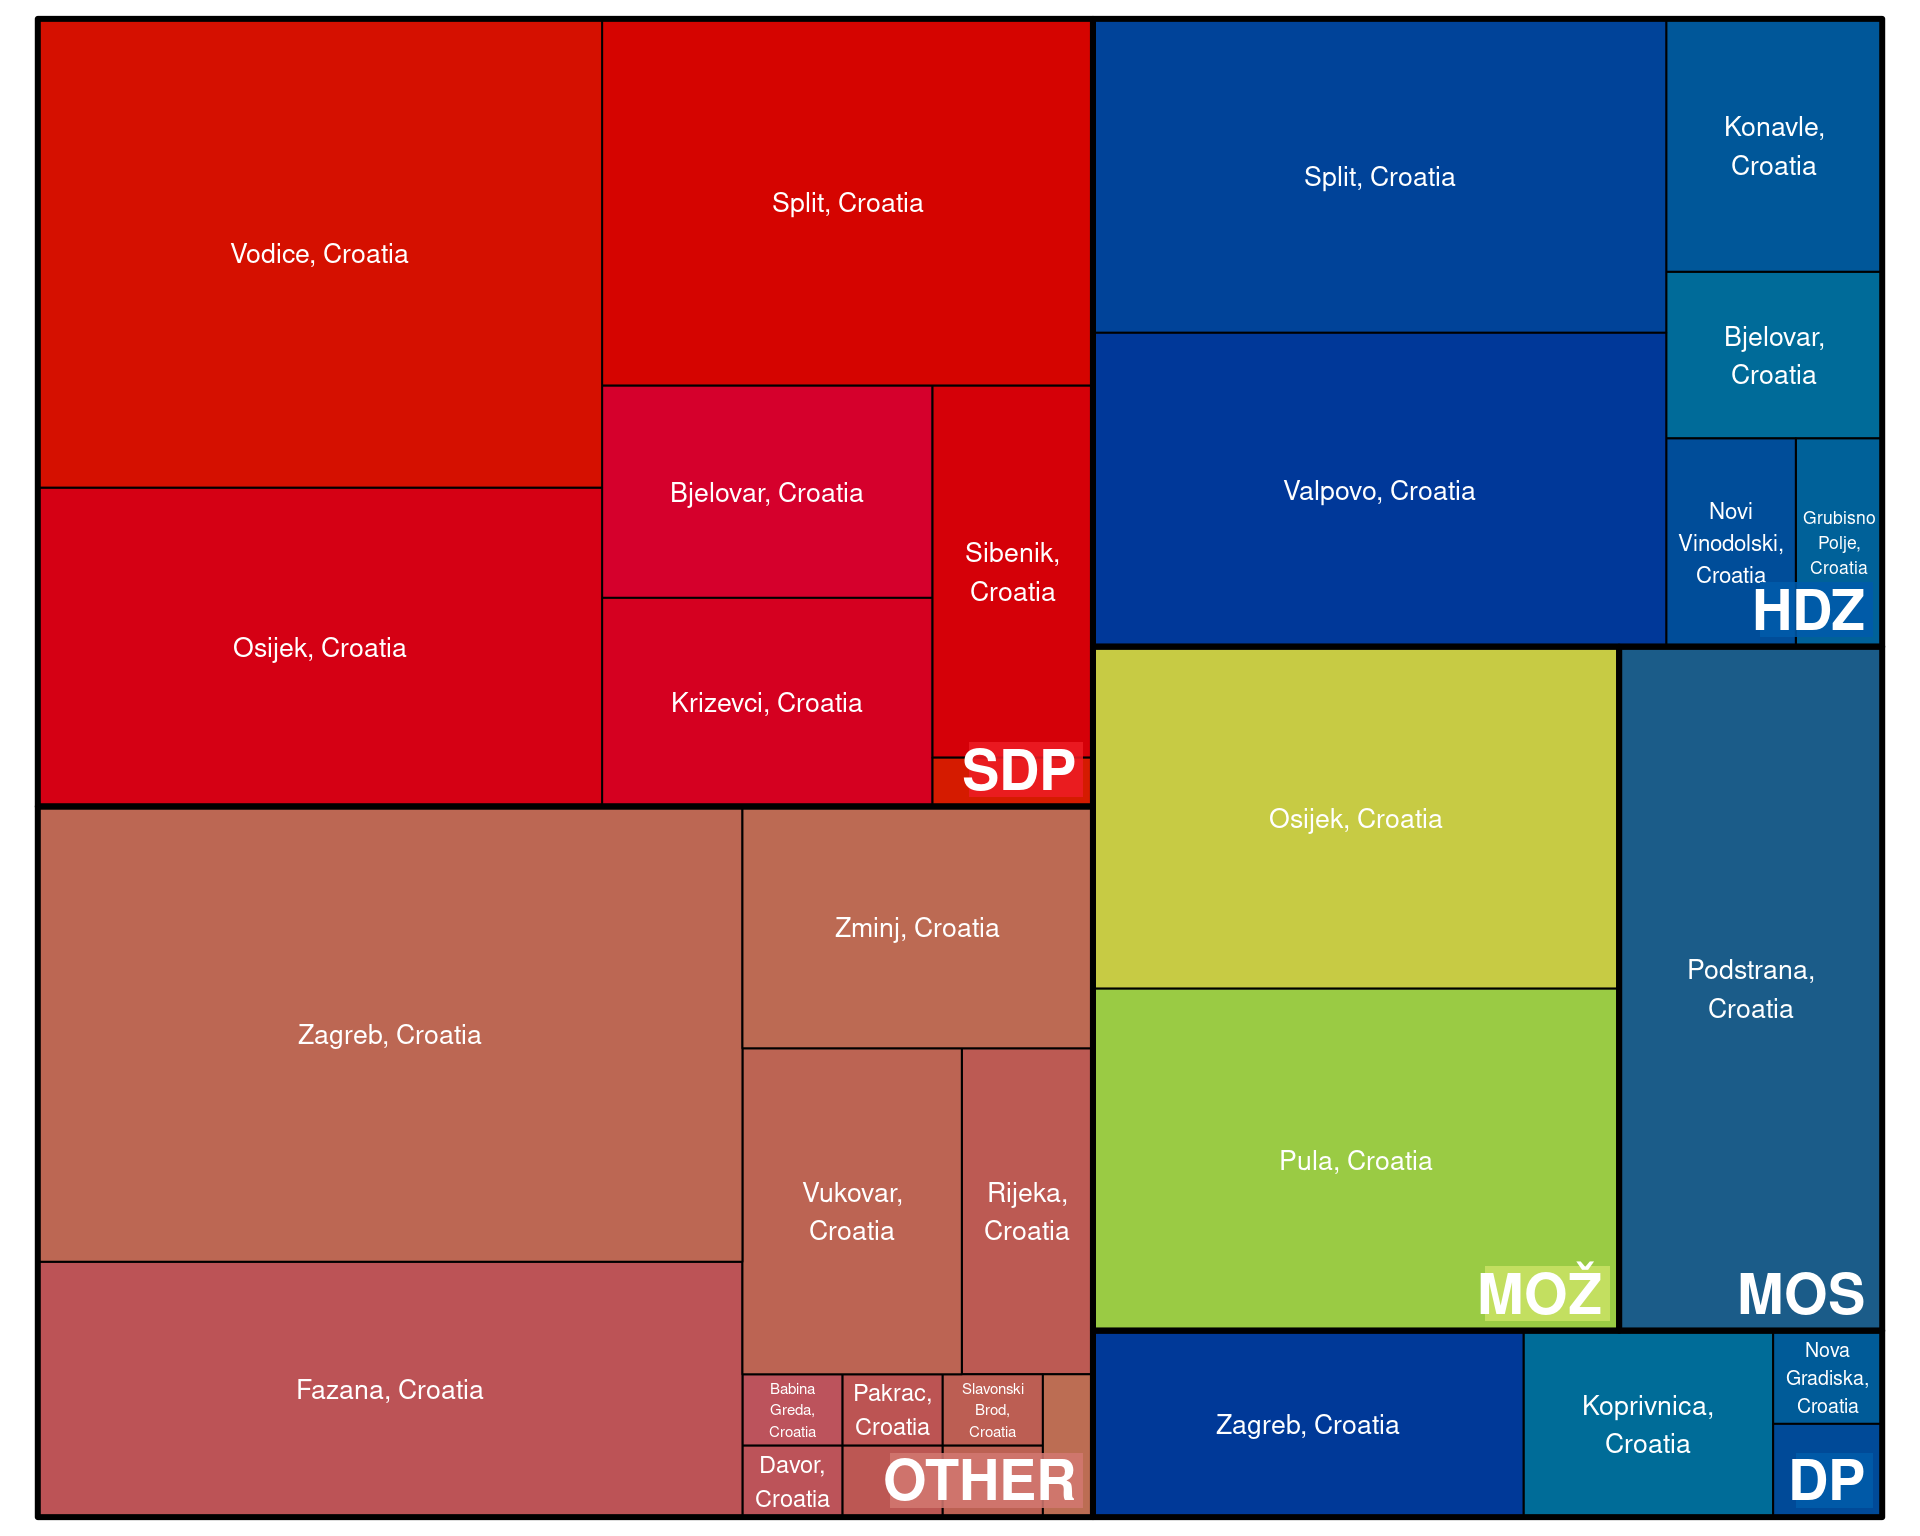 Vodice, Croatia
Split, Croatia
Osijek, Croatia
Bjelovar, Croatia
Krizevci, Croatia
Sibenik,
Croatia
SDP
Split, Croatia
Valpovo, Croatia
Konavle,
Croatia
Bjelovar,
Croatia
Novi
Vinodolski,
Croatia
Grubisno
Polje,
Croatia
HDZ
Zagreb, Croatia
Fazana, Croatia
Zminj, Croatia
Vukovar,
Croatia
Rijeka,
Croatia
Babina
Greda,
Croatia
Pakrac,
Croatia
Slavonski
Brod,
Croatia
Davor,
Croatia
OTHER
Osijek, Croatia
Pula, Croatia
MOŽ
Podstrana,
Croatia
MOS
Zagreb, Croatia
Koprivnica,
Croatia
Nova
Gradiska,
Croatia
DP